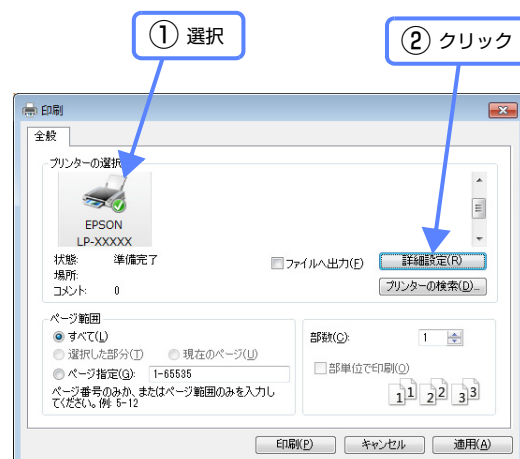 ① 選択
② クリック
印刷
全般
プリンターの選択
EPSON
LP-XXXXX
状態: 準備完了
場所:
コメント: 0
ファイルへ出力(F)
詳細設定(R)
プリンターの検索(D)...
ページ範囲
すべて(L)
選択した部分(T) 現在のページ(U)
ページ指定(G): 1-65535
ページ番号のみか、またはページ範囲のみを入力し
てください。例: 5-12
部数(C): 1
部単位で印刷(O)
11 22 33
印刷(P) キャンセル 適用(A)